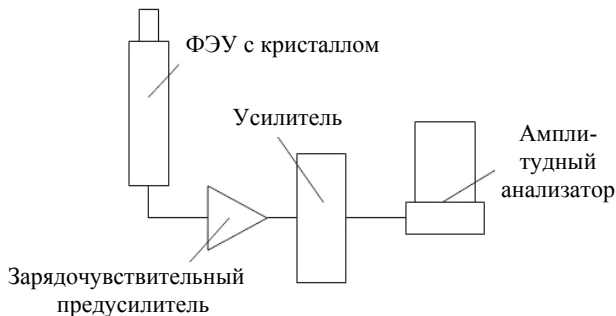 ФЭУ с кристаллом
Усилитель
Ампли-
тудный
анализатор
Зарядочувствительный
предусилитель